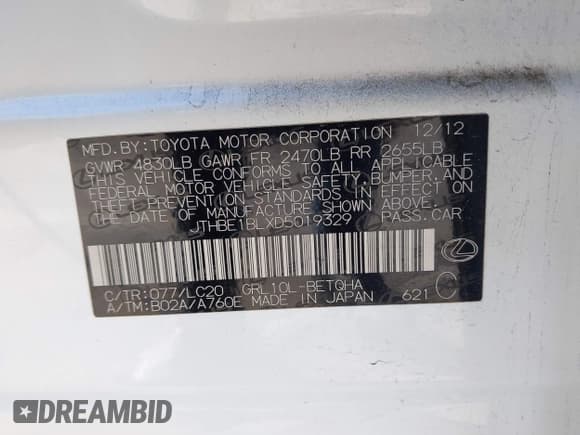 MFD. BY: TOYOTA MOTOR CORPORATION 12/12
GVWR 4830LB GAWR FR 2470LB RR 2655LB
THIS VEHICLE CONFORMS TO ALL APPLICABLE
FEDERAL MOTOR VEHICLE SAFETY, BUMPER, AND
THEFT PREVENTION STANDARDS IN EFFECT ON
THE DATE OF MANUFACTURE SHOWN ABOVE.
JTHBE1BLXD5019329 PASS. CAR
C/TR: 077/LC20 GRL10L-BETQHA
A/TM: B02A/A760E MADE IN JAPAN 621 C
DREAMBID